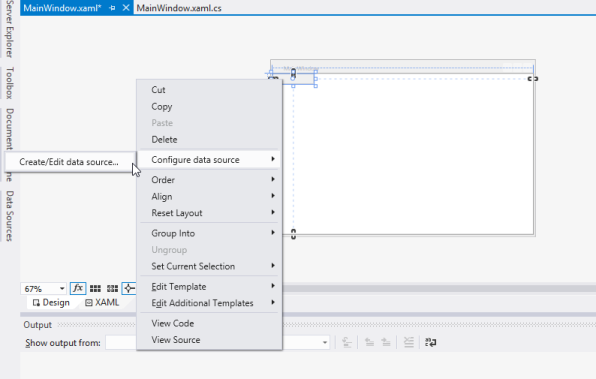 MainWindow.xaml*
MainWindow.xaml.cs
Server Explorer
Toolbox
Document
ne
Data Sources
Cut
Copy
Paste
Delete
Create/Edit data source...
Configure data source
Order
Align
Reset Layout
Group Into
Ungroup
Set Current Selection
Edit Template
Edit Additional Templates
View Code
View Source
67%
fx
Design
XAML
Output
Show output from: